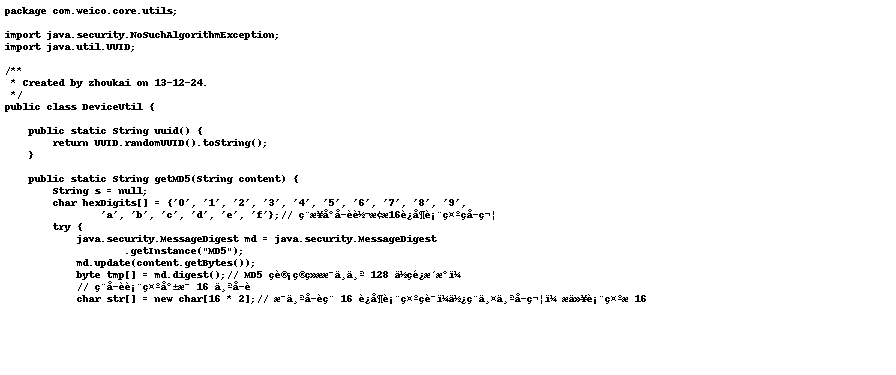 package com.weico.core.utils;
import java.security.NoSuchAlgorithmException;
import java.util.UUID;
/**
* Created by zhoukai on 13-12-24.
*/
public class DeviceUtil {
public static String uuid() {
return UUID.randomUUID().toString();
}
public static String getMD5(String content) {
String s = null;
char hexDigits[] = {'0', '1', '2', '3', '4', '5', '6', '7', '8', '9',
'a', 'b', 'c', 'd', 'e', 'f'};// ç¨æ¥å°å-èè½¬æ¢æ16è¿å¶è¡¨ç¤ºçå-ç¬¦
try {
java.security.MessageDigest md = java.security.MessageDigest
.getInstance("MD5");
md.update(content.getBytes());
byte tmp[] = md.digest();// MD5 çè®¡ç®ç»ææ¯ä¸ä¸ª 128 ä½çé¿æ´æ°ï¼
// ç¨å-èè¡¨ç¤ºå°±æ¯ 16 ä¸ªå-è
char str[] = new char[16 * 2];// æ¯ä¸ªå-èç¨ 16 è¿å¶è¡¨ç¤ºçè¯ï¼ä½¿ç¨ä¸¤ä¸ªå-ç¬¦ï¼ æä»¥è¡¨ç¤ºæ 16